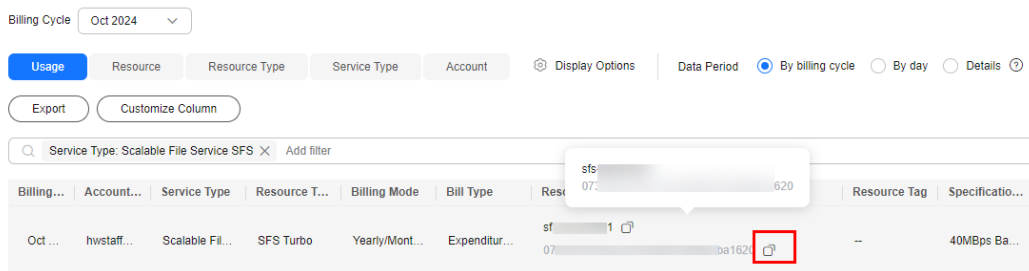 Billing Cycle Oct 2024
Usage Resource Resource Type Service Type Account Display Options Data Period By billing cycle By day Details
Export Customize Column
Service Type: Scalable File Service SFS Add filter
sfs-
073 620
Billing... Account... Service Type Resource T... Billing Mode Bill Type Reso Resource Tag Specificatio...
sf 1
Oct ... hwstaff... Scalable Fil... SFS Turbo Yearly/Mont... Expenditur... -- 40MBps Ba...
07 ba1620